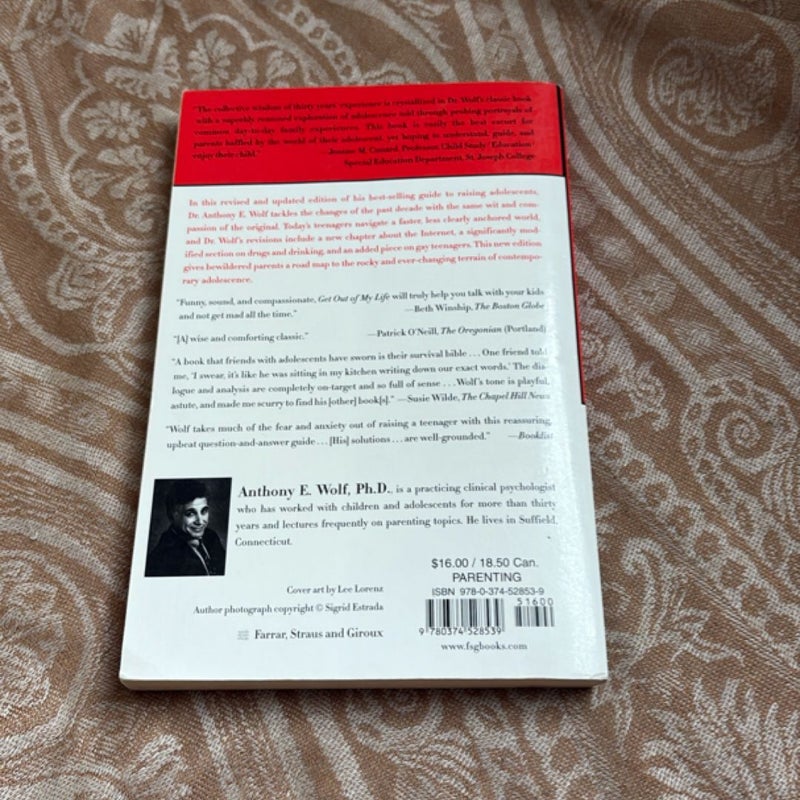 "The collective wisdom of thirty years' experience is crystallized in Dr. Wolf's classic book
with a superbly nuanced exploration of adolescence told through probing portrayals of
common day-to-day family experiences. This book is easily the best escort for
parents baffled by the world of their adolescent, yet hoping to understand, guide, and
enjoy their child." Professor, Child Study / Education /
Special Education Department, St. Joseph College
In this revised and updated edition of his best-selling guide to raising adolescents,
Dr. Anthony E. Wolf tackles the changes of the past decade with the same wit and com-
passion of the original. Today's teenagers navigate a faster, less clearly anchored world,
and Dr. Wolf's revisions include a new chapter about the Internet, a significantly mod-
ified section on drugs and drinking, and an added piece on gay teenagers. This new edition
gives bewildered parents a road map to the rocky and ever-changing terrain of contempo-
rary adolescence.
"Funny, sound, and compassionate, Get Out of My Life will truly help you talk with your kids
and not get mad all the time." —Beth Winship, The Boston Globe
"[A] wise and comforting classic." —Patrick O'Neill, The Oregonian (Portland)
"A book that friends with adolescents have sworn is their survival bible . . . One friend told
me, 'I swear, it's like he was sitting in my kitchen writing down our exact words.' The dia-
logue and analysis are completely on-target and so full of sense . . . Wolf's tone is playful,
astute, and made me scurry to find his [other] book[s]." —Susie Wilde, The Chapel Hill News
"Wolf takes much of the fear and anxiety out of raising a teenager with this reassuring,
upbeat question-and-answer guide . . . [His] solutions . . . are well-grounded." —Booklist
Anthony E. Wolf, Ph.D., is a practicing clinical psychologist
who has worked with children and adolescents for more than thirty
years and lectures frequently on parenting topics. He lives in Suffield,
Connecticut.
$16.00 / 18.50 Can.
PARENTING
ISBN 978-0-374-52853-9
51600
9 780374 528539
www.fsgbooks.com
Cover art by Lee Lorenz
Author photograph copyright © Sigrid Estrada
Farrar, Straus and Giroux